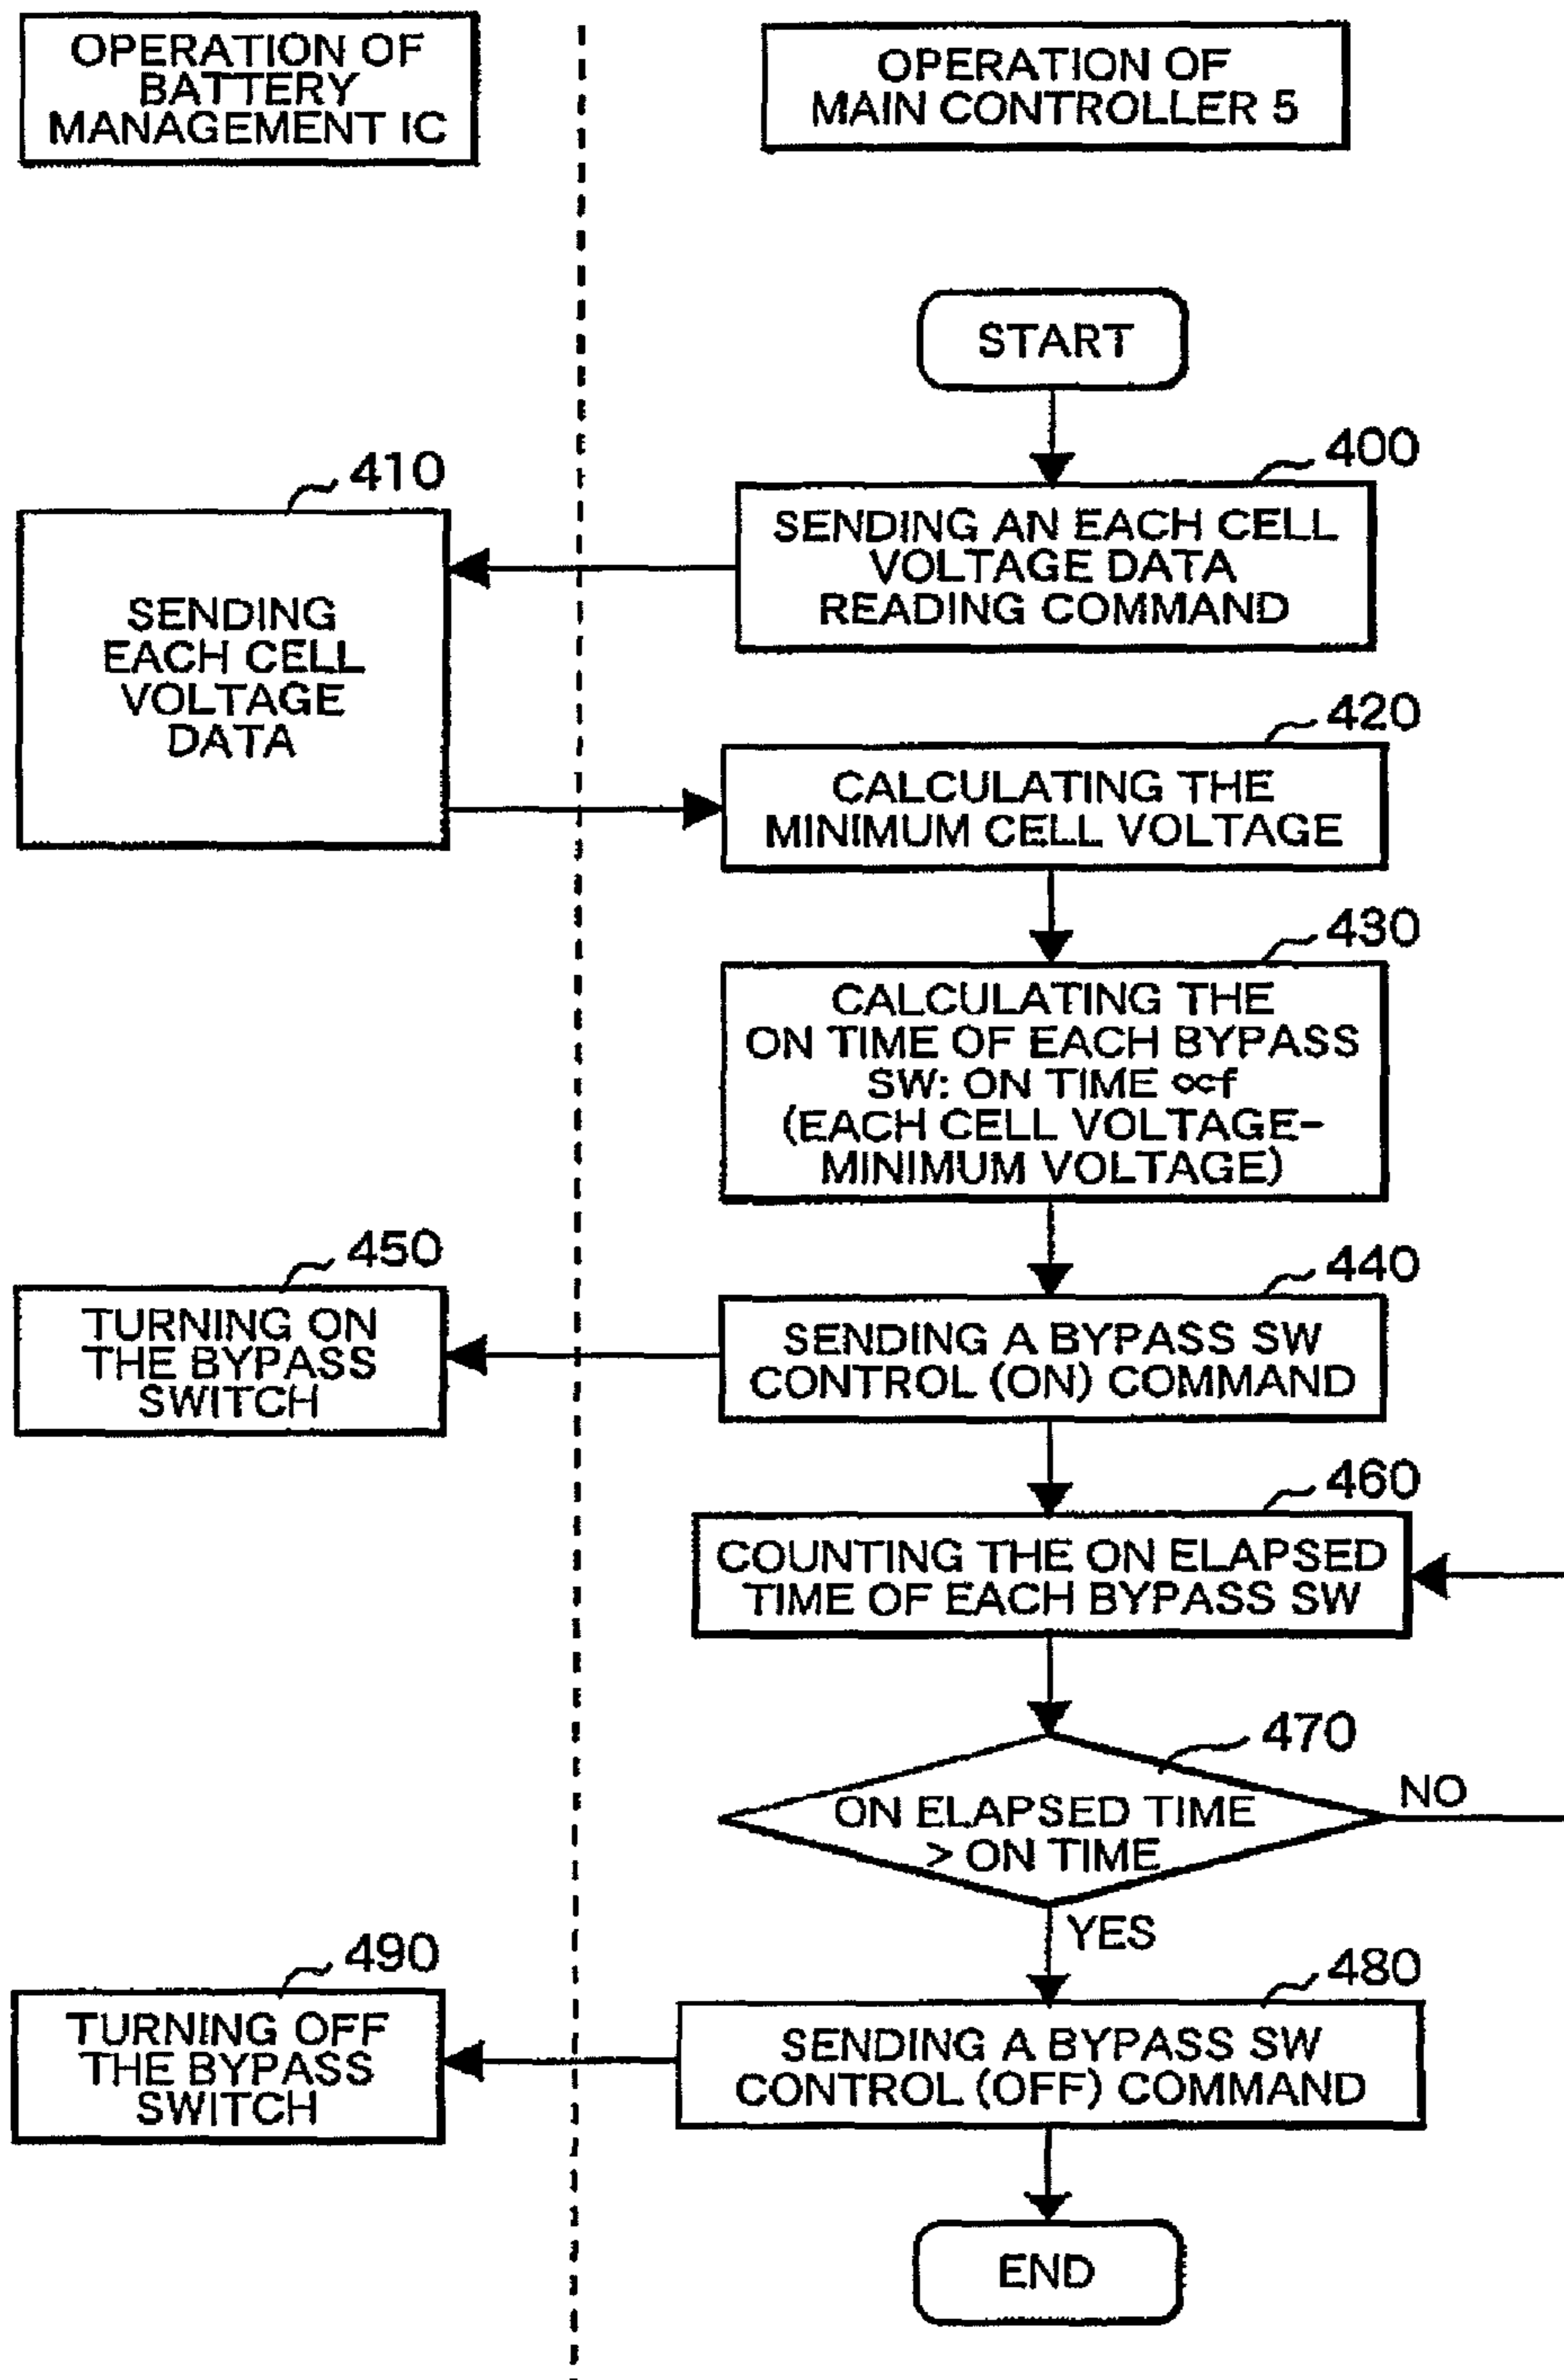 OPERATION OF
BATTERY
MANAGEMENT IC
OPERATION OF
MAIN CONTROLLER 5
START
400
SENDING AN EACH CELL
VOLTAGE DATA
READING COMMAND
410
SENDING
EACH CELL
VOLTAGE
DATA
420
CALCULATING THE
MINIMUM CELL VOLTAGE
430
CALCULATING THE
ON TIME OF EACH BYPASS
SW: ON TIME ∝f
(EACH CELL VOLTAGE-
MINIMUM VOLTAGE)
440
SENDING A BYPASS SW
CONTROL (ON) COMMAND
450
TURNING ON
THE BYPASS
SWITCH
460
COUNTING THE ON ELAPSED
TIME OF EACH BYPASS SW
470
ON ELAPSED TIME
> ON TIME
NO
YES
480
SENDING A BYPASS SW
CONTROL (OFF) COMMAND
490
TURNING OFF
THE BYPASS
SWITCH
END